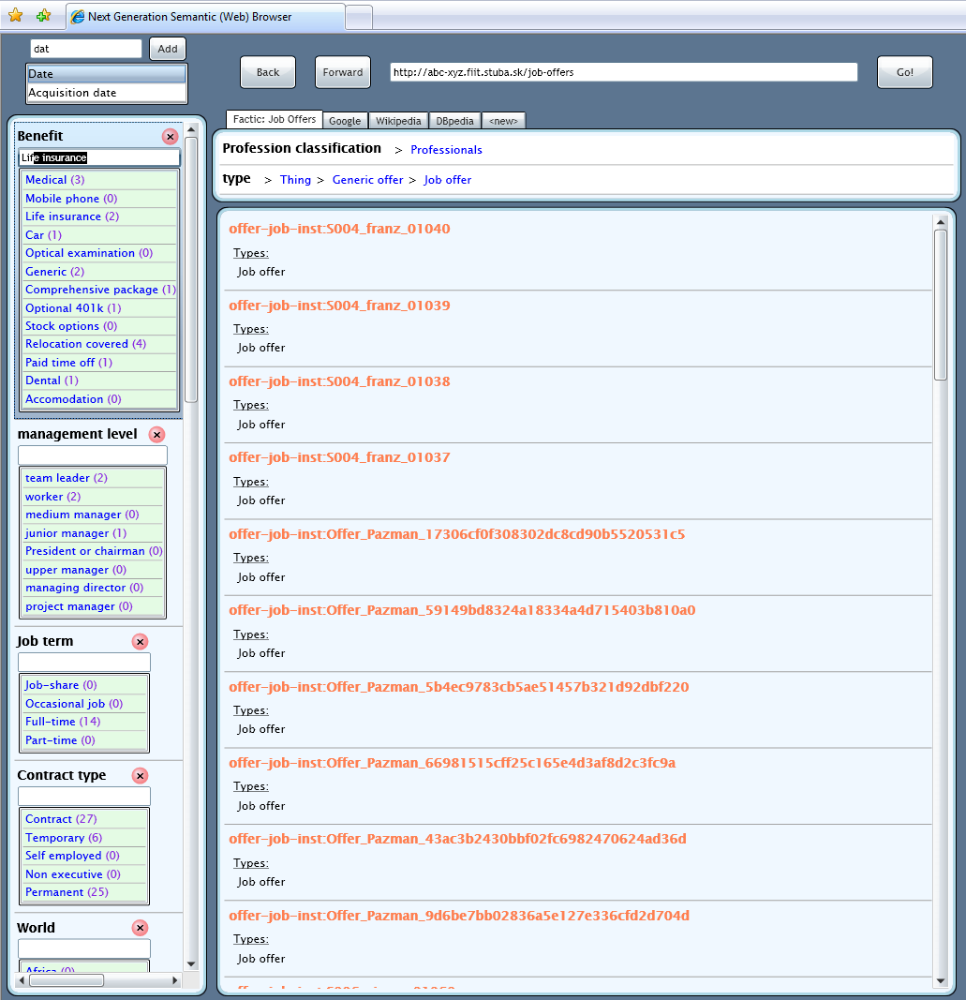 Next Generation Semantic (Web) Browser
dat
Add
Date
Acquisition date
Back
Forward
http://abc-xyz.fiit.stuba.sk/job-offers
Go!
Factic: Job Offers
Google
Wikipedia
DBpedia
<new>
Profession classification > Professionals
type > Thing > Generic offer > Job offer
Benefit
Life insurance
Medical (3)
Mobile phone (0)
Life insurance (2)
Car (1)
Optical examination (0)
Generic (2)
Comprehensive package (1)
Optional 401k (1)
Stock options (0)
Relocation covered (4)
Paid time off (1)
Dental (1)
Accomodation (0)
management level
team leader (2)
worker (2)
medium manager (0)
junior manager (1)
President or chairman (0)
upper manager (0)
managing director (0)
project manager (0)
Job term
Job-share (0)
Occasional job (0)
Full-time (14)
Part-time (0)
Contract type
Contract (27)
Temporary (6)
Self employed (0)
Non executive (0)
Permanent (25)
World
Africa (0)
offer-job-inst:S004_franz_01040
Types:
Job offer
offer-job-inst:S004_franz_01039
Types:
Job offer
offer-job-inst:S004_franz_01038
Types:
Job offer
offer-job-inst:S004_franz_01037
Types:
Job offer
offer-job-inst:Offer_Pazman_17306cf0f308302dc8cd90b5520531c5
Types:
Job offer
offer-job-inst:Offer_Pazman_59149bd8324a18334a4d715403b810a0
Types:
Job offer
offer-job-inst:Offer_Pazman_5b4ec9783cb5ae51457b321d92dbf220
Types:
Job offer
offer-job-inst:Offer_Pazman_66981515cff25c165e4d3af8d2c3fc9a
Types:
Job offer
offer-job-inst:Offer_Pazman_43ac3b2430bbf02fc6982470624ad36d
Types:
Job offer
offer-job-inst:Offer_Pazman_9d6be7bb02836a5e127e336cfd2d704d
Types:
Job offer